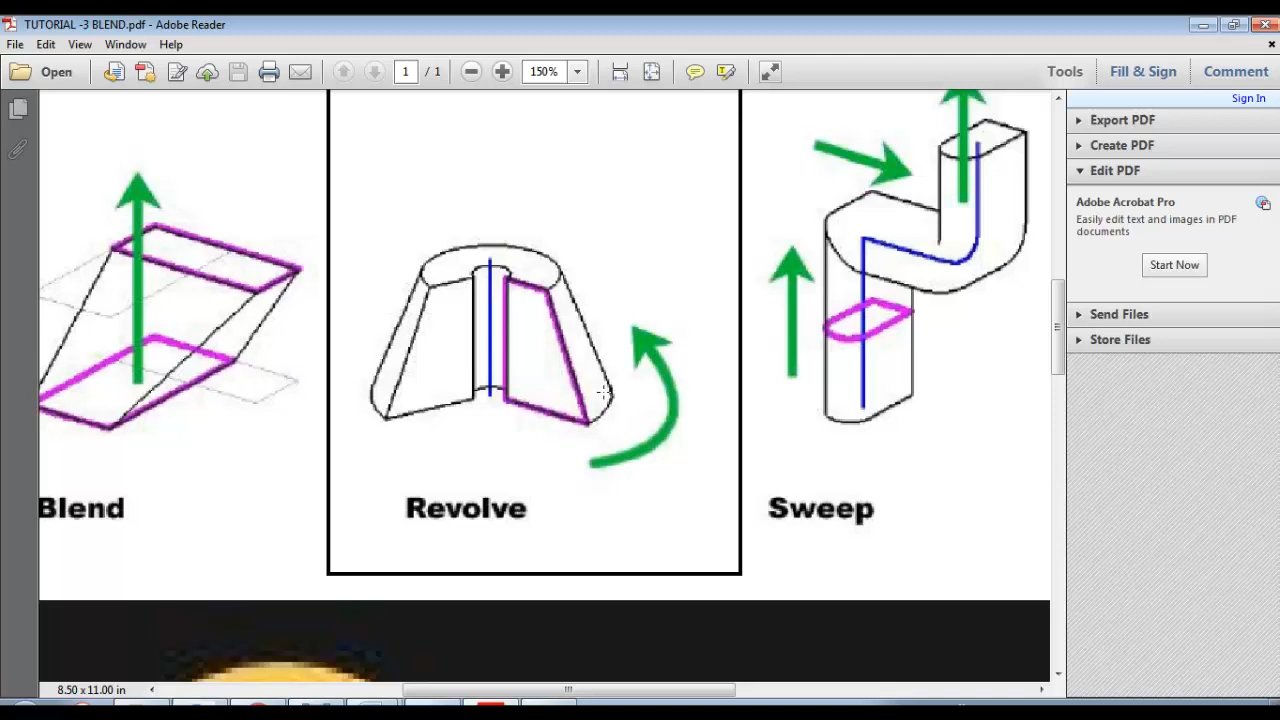 TUTORIAL -3 BLEND.pdf - Adobe Reader
File Edit View Window Help
Open 1 / 1 150% Tools Fill & Sign Comment
Sign In
Export PDF
Create PDF
Edit PDF
Adobe Acrobat Pro
Easily edit text and images in PDF
documents
Start Now
Send Files
Store Files
Blend Revolve Sweep
8.50 x 11.00 in